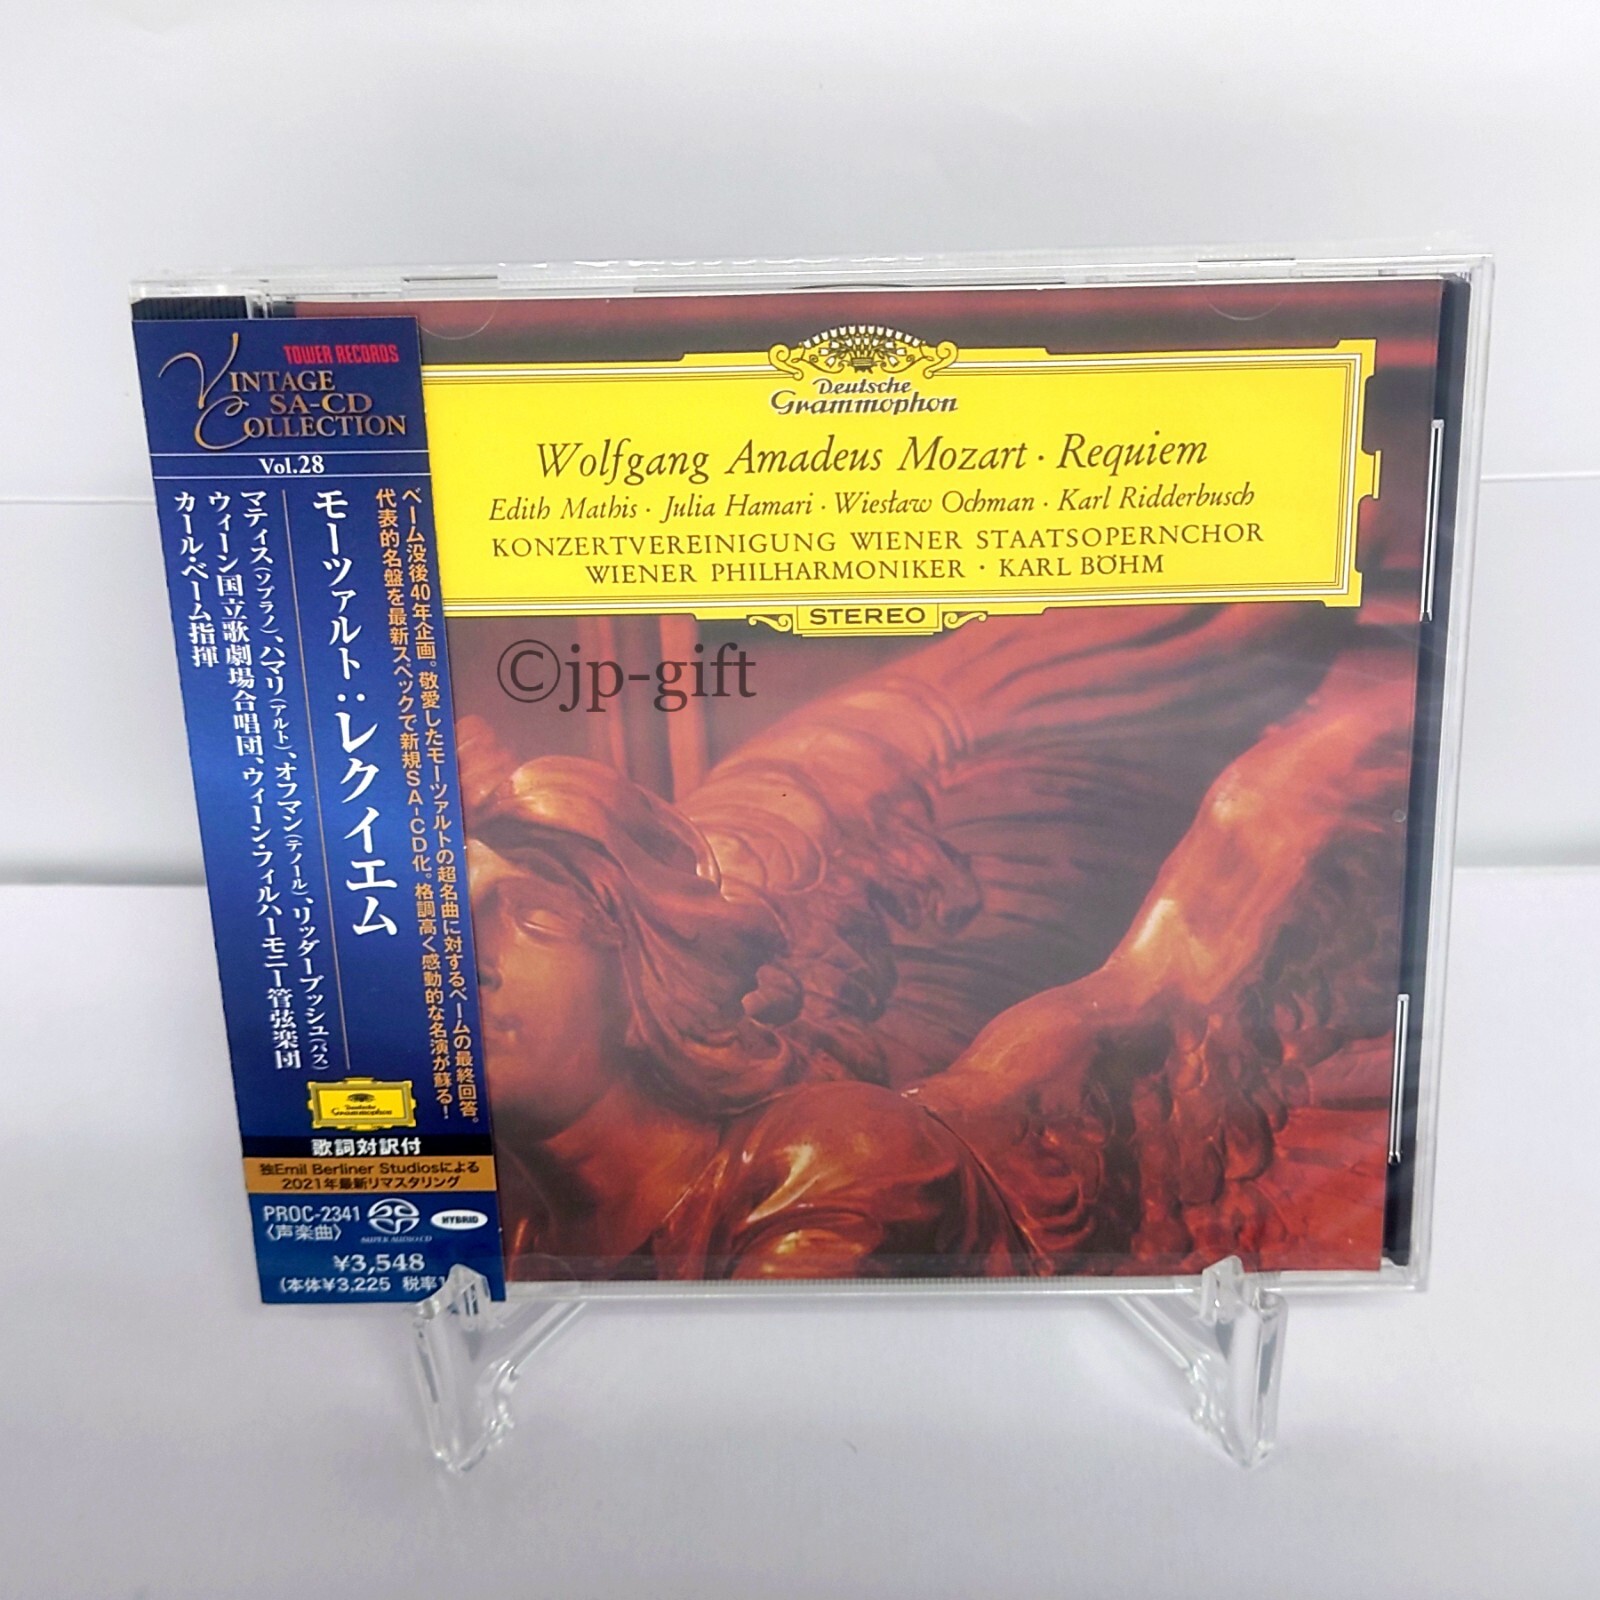 TOWER RECORDS
VINTAGE
SA-CD
COLLECTION
Vol.28
ベーム没後40年企画。敬愛したモーツァルトの超名曲に対するベームの最終回答。
代表的名盤を最新スペックで新規SA-CD化。格調高く感動的な名演が蘇る!
モーツァルト:レクイエム
マティス(ソプラノ)、ハマリ(アルト)、オフマン(テノール)、リッダーブッシュ(バス)
ウィーン国立歌劇場合唱団、ウィーン・フィルハーモニー管弦楽団
カール・ベーム指揮
Deutsche
Grammophon
歌詞対訳付
独Emil Berliner Studiosによる
2021年最新リマスタリング
PROC-2341
〈声楽曲〉
SUPER AUDIO CD
HYBRID
¥3,548
(本体¥3,225 税率1
Deutsche
Grammophon
Wolfgang Amadeus Mozart · Requiem
Edith Mathis · Julia Hamari · Wiesław Ochman · Karl Ridderbusch
KONZERTVEREINIGUNG WIENER STAATSOPERNCHOR
WIENER PHILHARMONIKER · KARL BÖHM
STEREO
©jp-gift